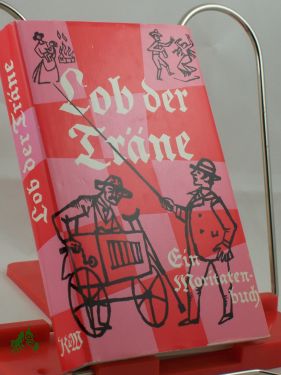 Lob der
Träne
Ein
Moritaten-
buch
Lob der Träne